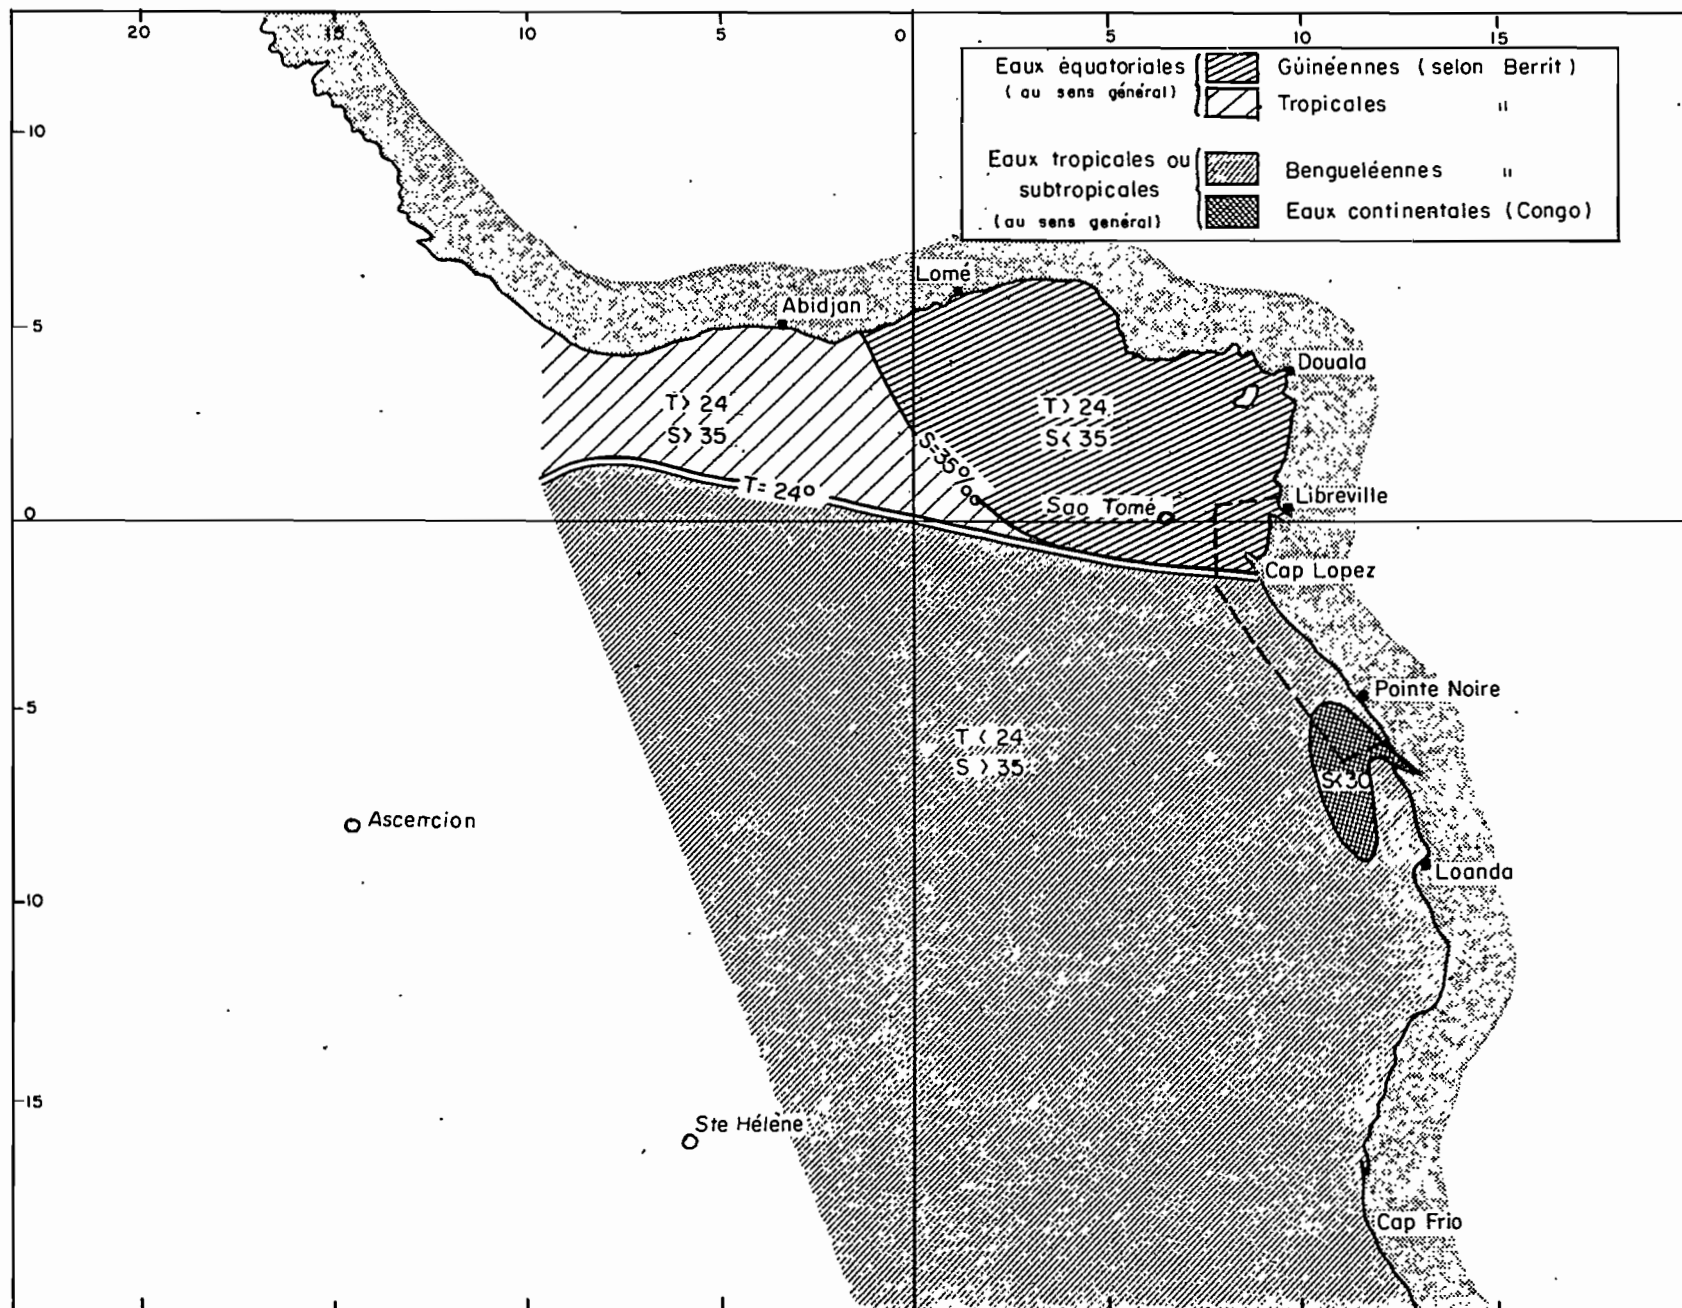 20 15 10 5 0 5 10 15
Eaux équatoriales
( au sens général)
Guinéennes ( selon Berrit )
Tropicales "
Eaux tropicales ou
subtropicales
(au sens general)
Bengueléennes "
Eaux continentales (Congo)
10
Lomé
Abidjan
5
Douala
T > 24
S > 35
T > 24
S < 35
S=35°
T = 24°
Sao Tomé
Libreville
0
Cap Lopez
Pointe Noire
5
T < 24
S > 35
S<30
Ascencion
Loanda
10
15
Ste Hélène
Cap Frio